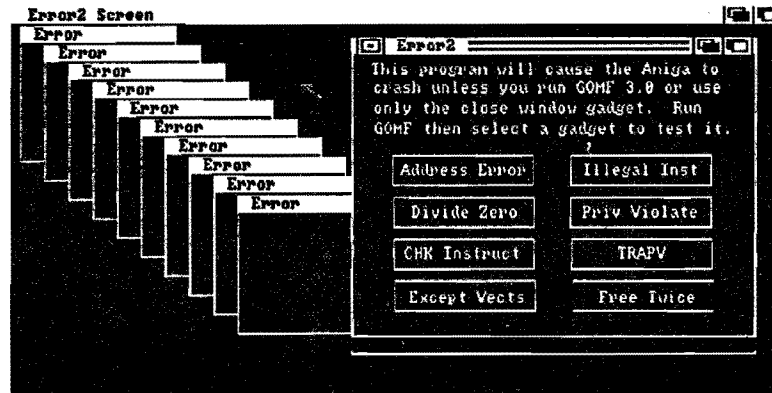 Error2 Screen
Error
Error
Error
Error
Error
Error
Error
Error
Error
Error
Error2
This program will cause the Amiga to
crash unless you run GOMF 3.0 or use
only the close window gadget. Run
GOMF then select a gadget to test it.
Address Error
Illegal Inst
Divide Zero
Priv Violate
CHK Instruct
TRAPV
Except Vects
Free Twice